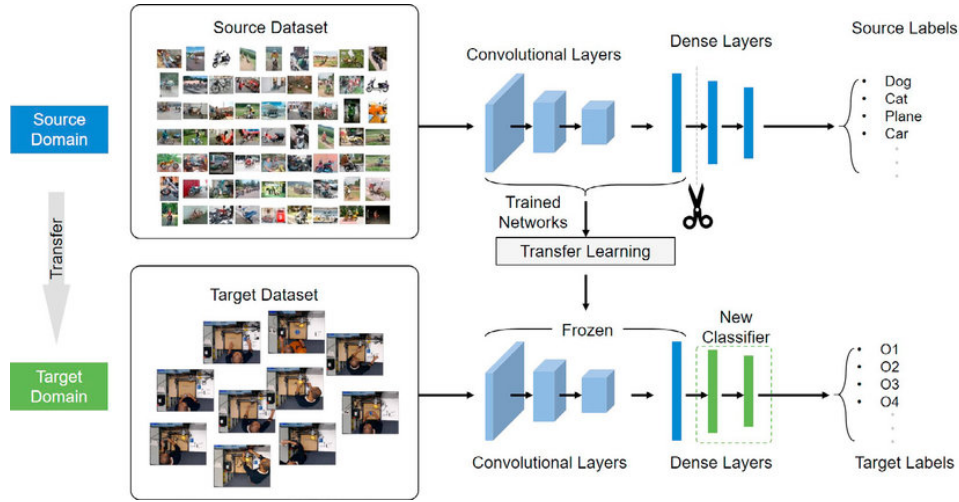 Source Dataset
Convolutional Layers
Dense Layers
Source Labels
Source
Domain
• Dog
• Cat
• Plane
• Car
Trained
Networks
Transfer Learning
Transfer
Target Dataset
Frozen
New
Classifier
Target
Domain
• O1
• O2
• O3
• O4
Convolutional Layers
Dense Layers
Target Labels